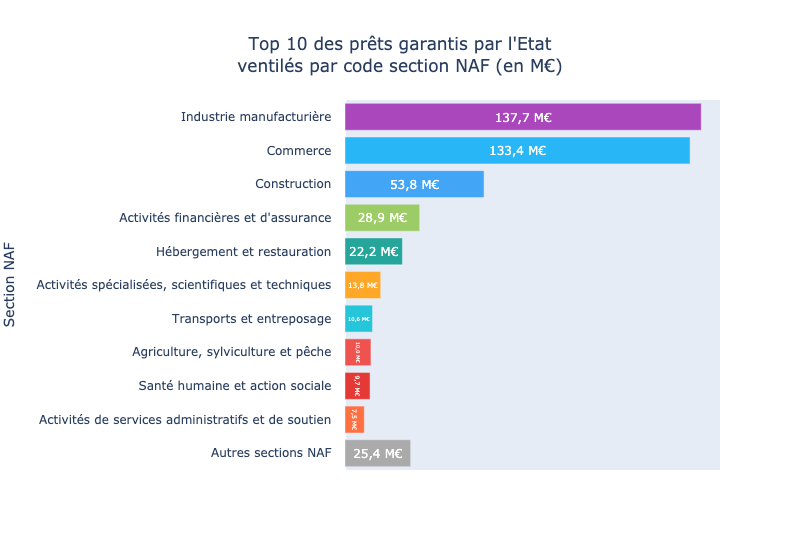 Top 10 des prêts garantis par l'Etat
ventilés par code section NAF (en M€)
Section NAF
Industrie manufacturière 137,7 M€
Commerce 133,4 M€
Construction 53,8 M€
Activités financières et d'assurance 28,9 M€
Hébergement et restauration 22,2 M€
Activités spécialisées, scientifiques et techniques 13,8 M€
Transports et entreposage 10,6 M€
Agriculture, sylviculture et pêche 10,0 M€
Santé humaine et action sociale 9,7 M€
Activités de services administratifs et de soutien 7,5 M€
Autres sections NAF 25,4 M€